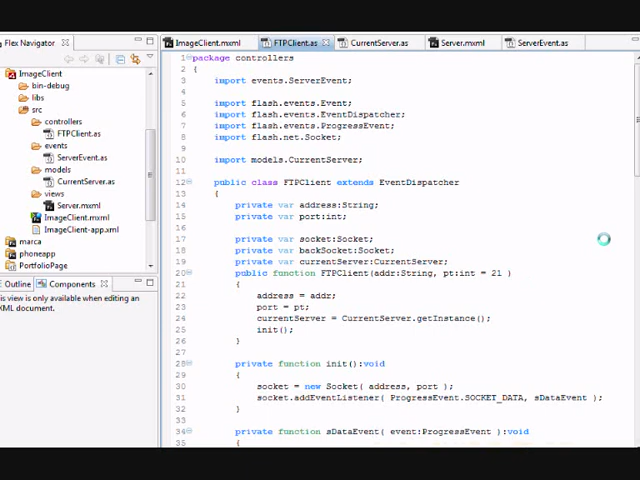 Flex Navigator
ImageClient
bin-debug
libs
src
controllers
FTPClient.as
events
ServerEvent.as
models
CurrentServer.as
views
Server.mxml
ImageClient.mxml
ImageClient-app.xml
marca
phoneapp
PortfolioPage
Outline Components
s view is only available when editing an
XML document.
ImageClient.mxml FTPClient.as CurrentServer.as Server.mxml ServerEvent.as
1 package controllers
2 {
3 import events.ServerEvent;
4
5 import flash.events.Event;
6 import flash.events.EventDispatcher;
7 import flash.events.ProgressEvent;
8 import flash.net.Socket;
9
10 import models.CurrentServer;
11
12 public class FTPClient extends EventDispatcher
13 {
14 private var address:String;
15 private var port:int;
16
17 private var socket:Socket;
18 private var backSocket:Socket;
19 private var currentServer:CurrentServer;
20 public function FTPClient(addr:String, pt:int = 21 )
21 {
22 address = addr;
23 port = pt;
24 currentServer = CurrentServer.getInstance();
25 init();
26 }
27
28 private function init():void
29 {
30 socket = new Socket( address, port );
31 socket.addEventListener( ProgressEvent.SOCKET_DATA, sDataEvent );
32 }
33
34 private function sDataEvent( event:ProgressEvent ):void
35 {